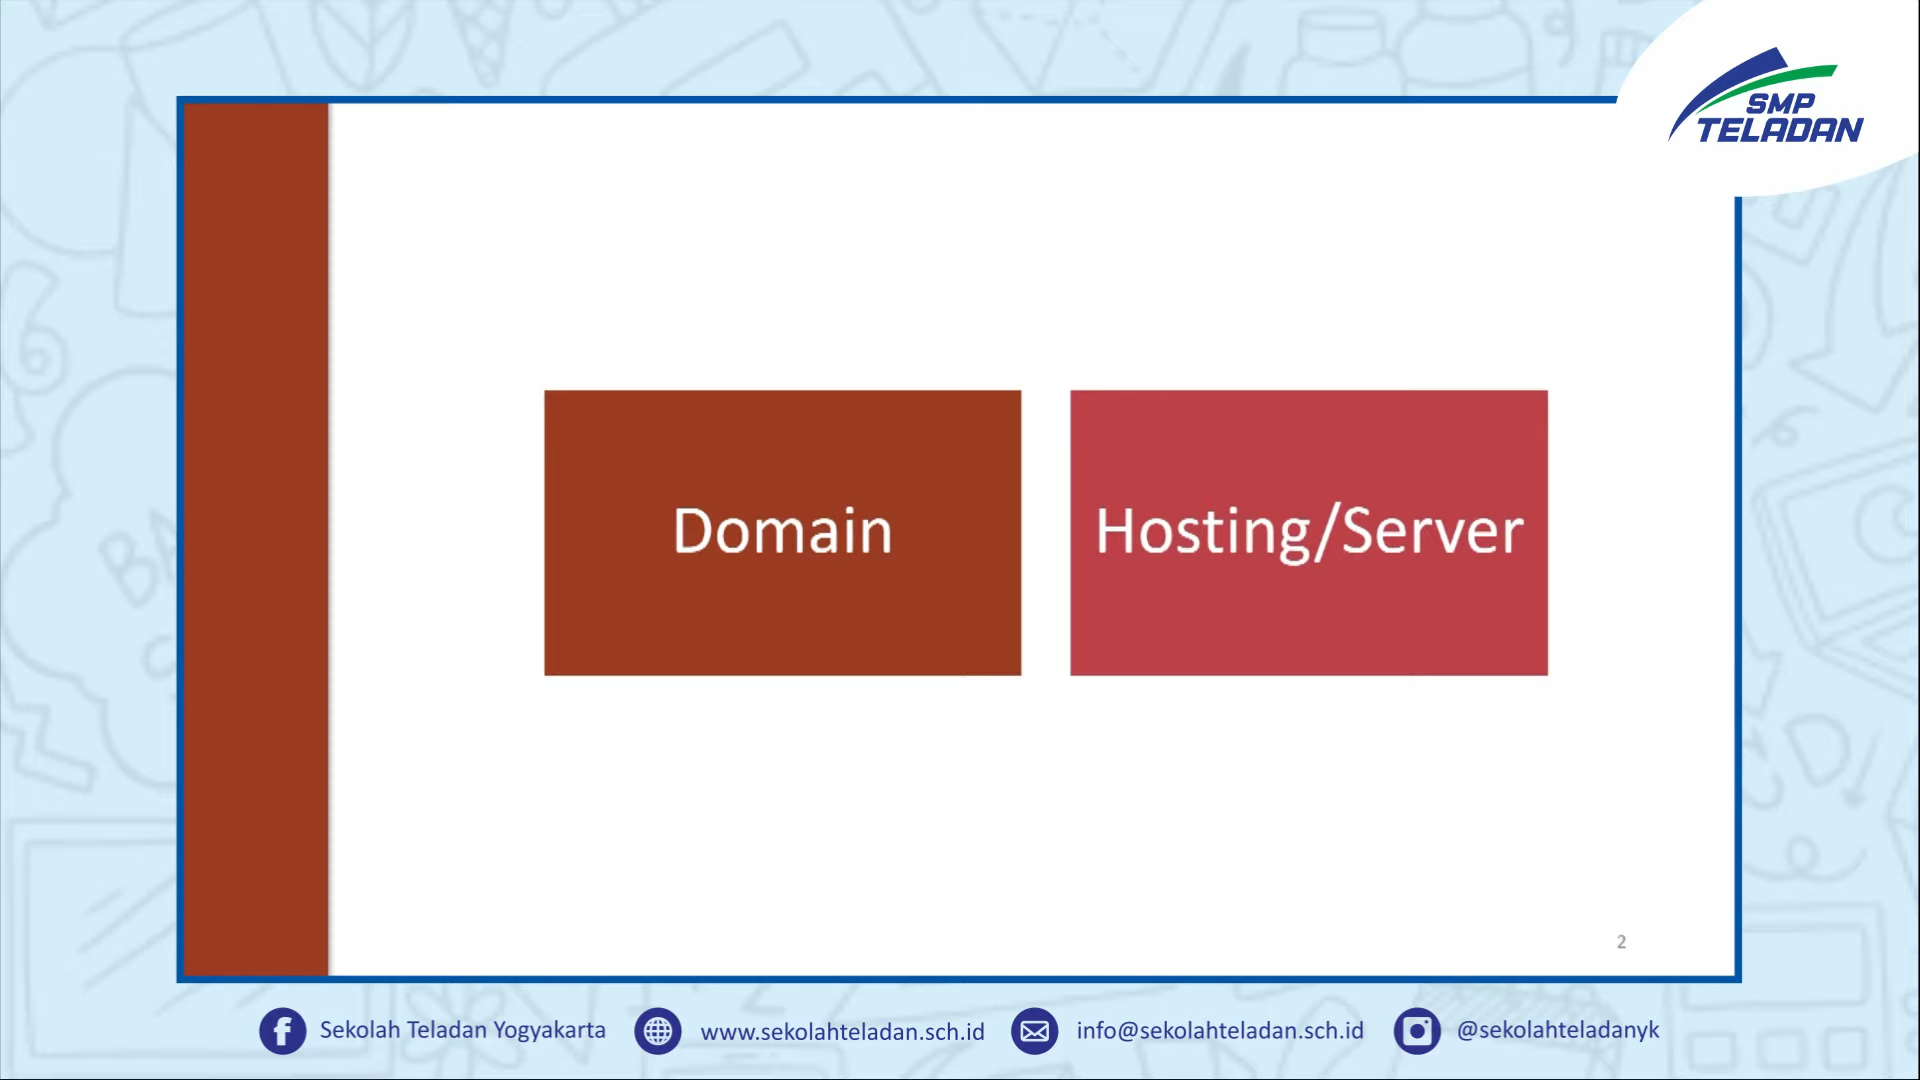 SMP
TELADAN
Domain
Hosting/Server
2
Sekolah Teladan Yogyakarta
www.sekolahteladan.sch.id
info@sekolahteladan.sch.id
@sekolahteladanyk